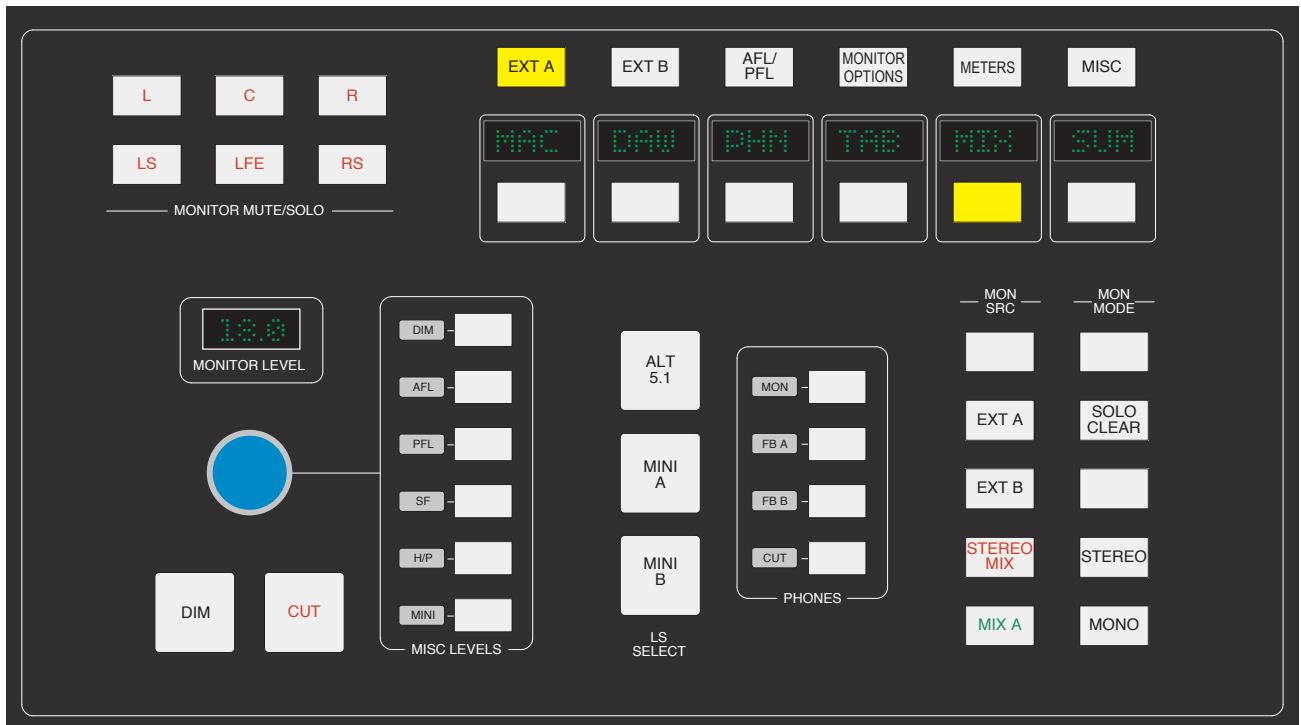 L
C
R
LS
LFE
RS
MONITOR MUTE/SOLO
EXT A
EXT B
AFL/
PFL
MONITOR
OPTIONS
METERS
MISC
MAC
DAW
PHN
TAB
MIX
SUM
18.0
MONITOR LEVEL
DIM
CUT
DIM
AFL
PFL
SF
H/P
MINI
MISC LEVELS
ALT
5.1
MINI
A
MINI
B
LS
SELECT
MON
FB A
FB B
CUT
PHONES
MON
SRC
EXT A
EXT B
STEREO
MIX
MIX A
MON
MODE
SOLO
CLEAR
STEREO
MONO